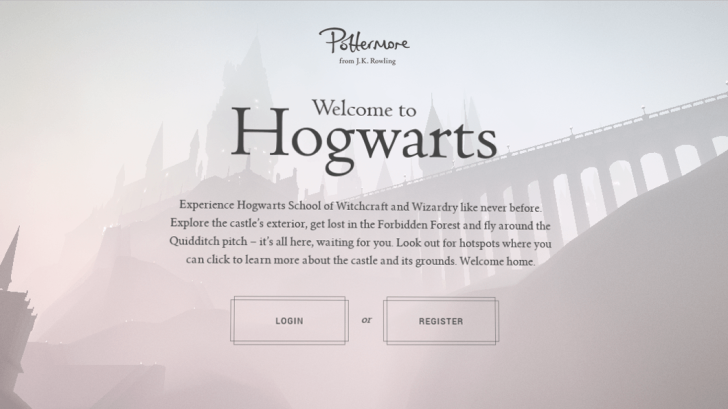 Pottermore
from J.K. Rowling
Welcome to
Hogwarts
Experience Hogwarts School of Witchcraft and Wizardry like never before.
Explore the castle's exterior, get lost in the Forbidden Forest and fly around the
Quidditch pitch – it's all here, waiting for you. Look out for hotspots where you
can click to learn more about the castle and its grounds. Welcome home.
LOGIN or REGISTER